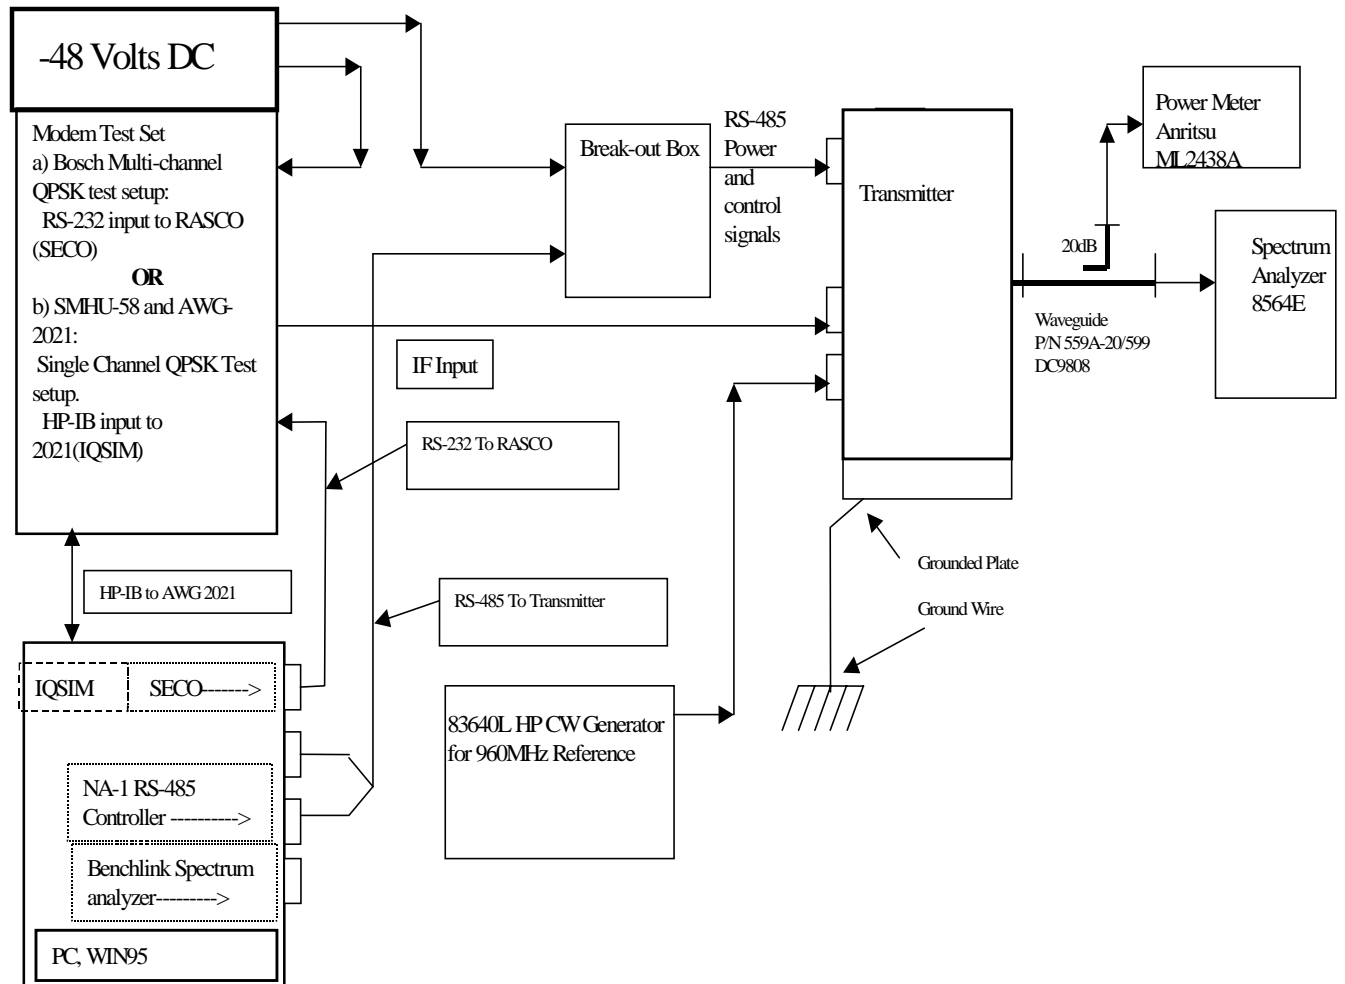 -48 Volts DC
Modem Test Set
a) Bosch Multi-channel
QPSK test setup:
RS-232 input to RASCO
(SECO)
OR
b) SMHU-58 and AWG-
2021:
Single Channel QPSK Test
setup.
HP-IB input to
2021(IQSIM)
Break-out Box
RS-485
Power
and
control
signals
Transmitter
Power Meter
Anritsu
ML2438A
20dB
Spectrum
Analyzer
8564E
Waveguide
P/N 559A-20/599
DC9808
IF Input
RS-232 To RASCO
Grounded Plate
Ground Wire
HP-IB to AWG 2021
RS-485 To Transmitter
IQSIM
SECO------->
83640L HP CW Generator
for 960MHz Reference
NA-1 RS-485
Controller ---------->
Benchlink Spectrum
analyzer--------->
PC, WIN95